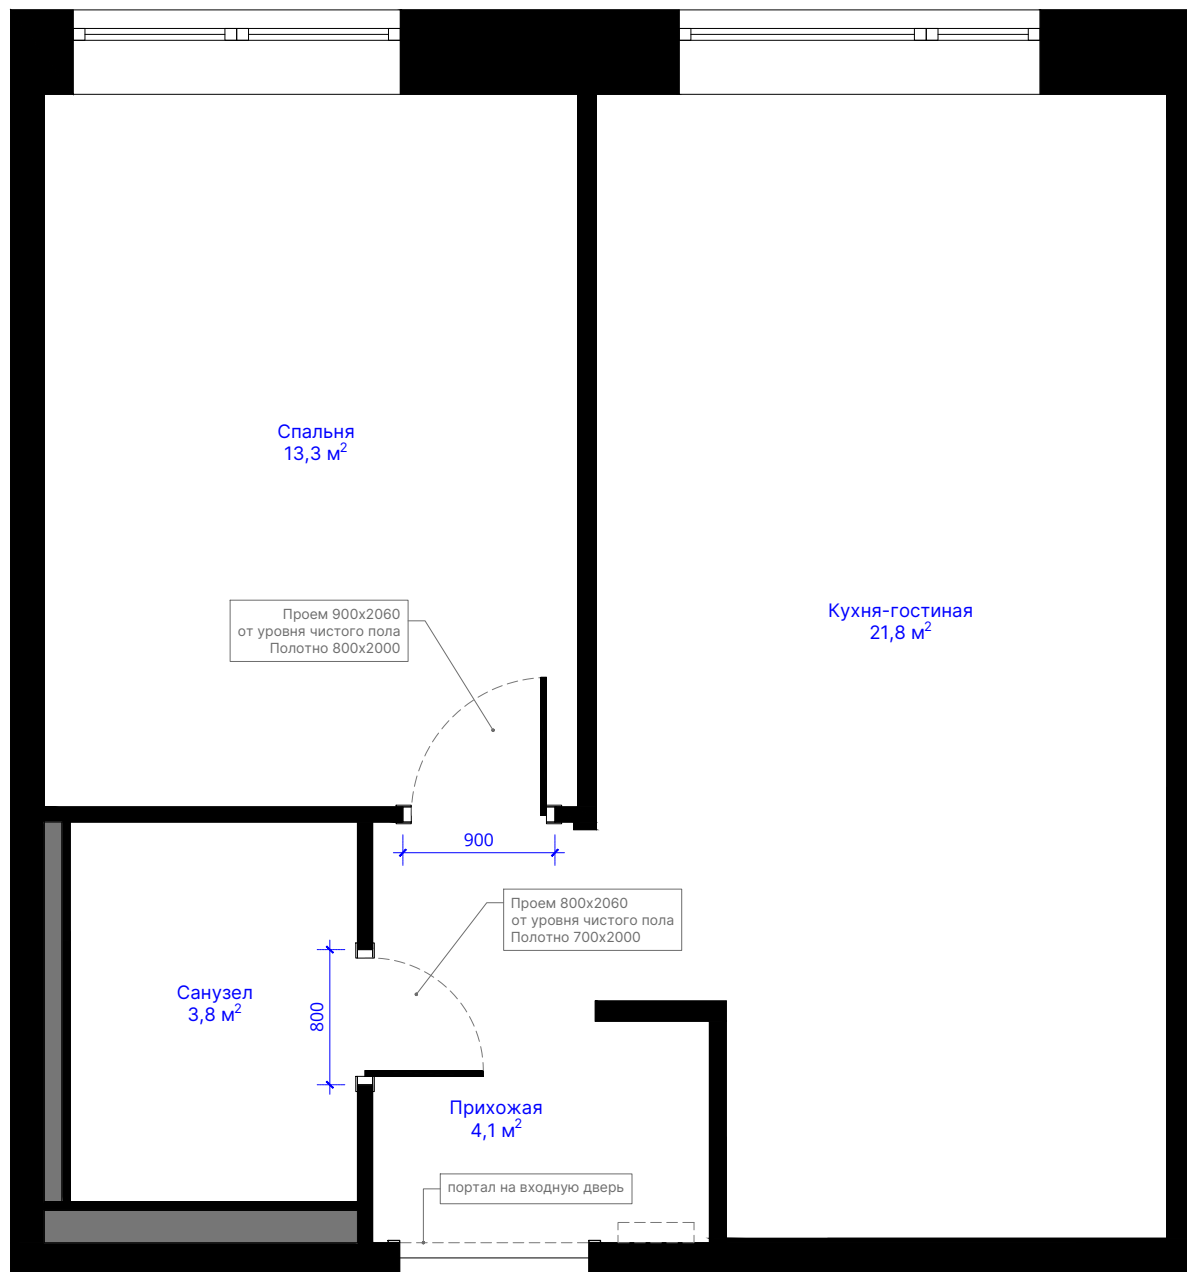 Спальня
13,3 м²
Проем 900х2060
от уровня чистого пола
Полотно 800х2000
Кухня-гостиная
21,8 м²
900
Проем 800х2060
от уровня чистого пола
Полотно 700х2000
Санузел
3,8 м²
800
Прихожая
4,1 м²
портал на входную дверь